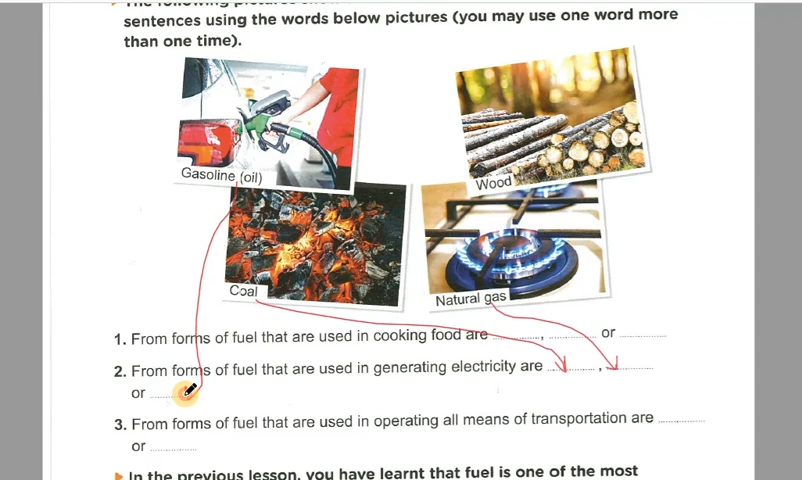 sentences using the words below pictures (you may use one word more
than one time).
Gasoline (oil)
Wood
Coal
Natural gas
1. From forms of fuel that are used in cooking food are ............, ............ or ............
2. From forms of fuel that are used in generating electricity are ............, ............
or ............
3. From forms of fuel that are used in operating all means of transportation are ............
or ............
In the previous lesson, you have learnt that fuel is one of the most